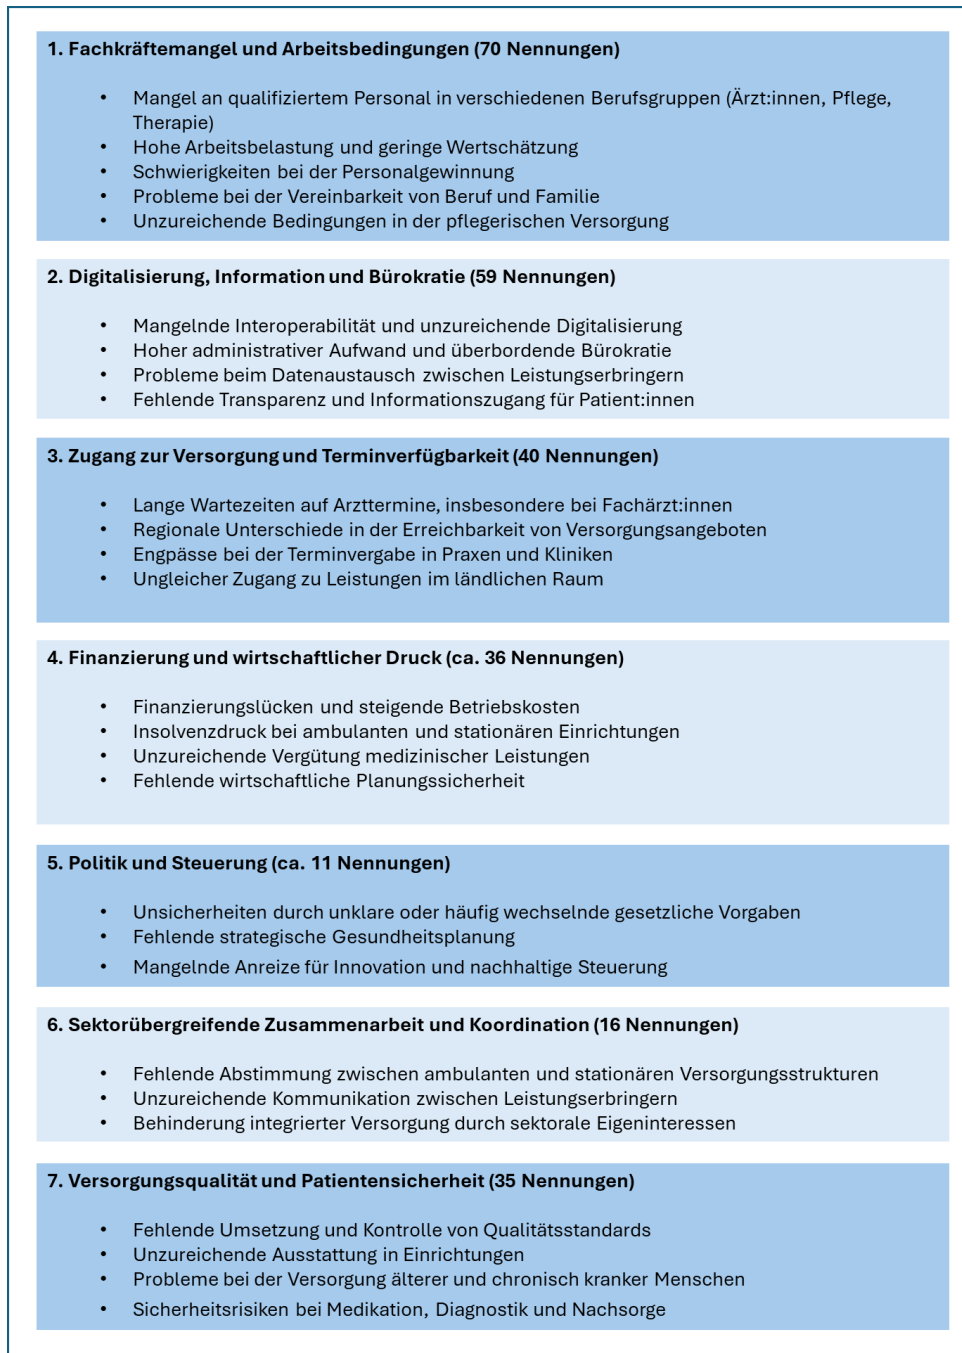 1. Fachkräftemangel und Arbeitsbedingungen (70 Nennungen)
• Mangel an qualifiziertem Personal in verschiedenen Berufsgruppen (Ärzt:innen, Pflege,
Therapie)
• Hohe Arbeitsbelastung und geringe Wertschätzung
• Schwierigkeiten bei der Personalgewinnung
• Probleme bei der Vereinbarkeit von Beruf und Familie
• Unzureichende Bedingungen in der pflegerischen Versorgung
2. Digitalisierung, Information und Bürokratie (59 Nennungen)
• Mangelnde Interoperabilität und unzureichende Digitalisierung
• Hoher administrativer Aufwand und überbordende Bürokratie
• Probleme beim Datenaustausch zwischen Leistungserbringern
• Fehlende Transparenz und Informationszugang für Patient:innen
3. Zugang zur Versorgung und Terminverfügbarkeit (40 Nennungen)
• Lange Wartezeiten auf Arzttermine, insbesondere bei Fachärzt:innen
• Regionale Unterschiede in der Erreichbarkeit von Versorgungsangeboten
• Engpässe bei der Terminvergabe in Praxen und Kliniken
• Ungleicher Zugang zu Leistungen im ländlichen Raum
4. Finanzierung und wirtschaftlicher Druck (ca. 36 Nennungen)
• Finanzierungslücken und steigende Betriebskosten
• Insolvenzdruck bei ambulanten und stationären Einrichtungen
• Unzureichende Vergütung medizinischer Leistungen
• Fehlende wirtschaftliche Planungssicherheit
5. Politik und Steuerung (ca. 11 Nennungen)
• Unsicherheiten durch unklare oder häufig wechselnde gesetzliche Vorgaben
• Fehlende strategische Gesundheitsplanung
• Mangelnde Anreize für Innovation und nachhaltige Steuerung
6. Sektorübergreifende Zusammenarbeit und Koordination (16 Nennungen)
• Fehlende Abstimmung zwischen ambulanten und stationären Versorgungsstrukturen
• Unzureichende Kommunikation zwischen Leistungserbringern
• Behinderung integrierter Versorgung durch sektorale Eigeninteressen
7. Versorgungsqualität und Patientensicherheit (35 Nennungen)
• Fehlende Umsetzung und Kontrolle von Qualitätsstandards
• Unzureichende Ausstattung in Einrichtungen
• Probleme bei der Versorgung älterer und chronisch kranker Menschen
• Sicherheitsrisiken bei Medikation, Diagnostik und Nachsorge